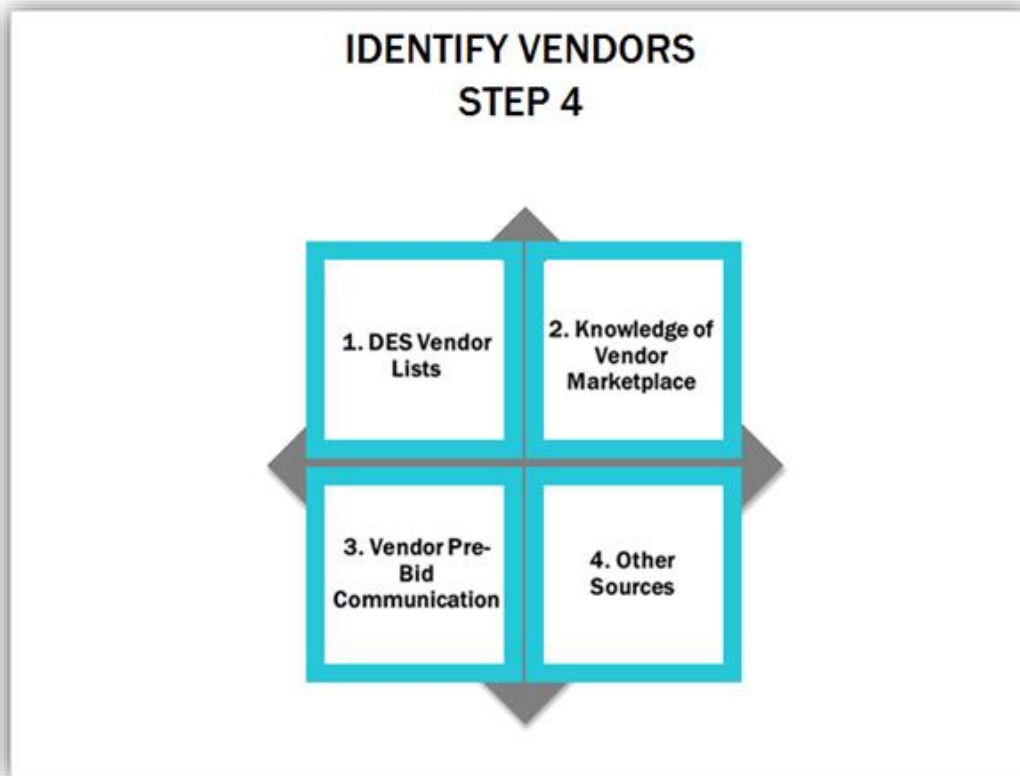 IDENTIFY VENDORS
STEP 4
1. DES Vendor
Lists
2. Knowledge of
Vendor
Marketplace
3. Vendor Pre-
Bid
Communication
4. Other
Sources